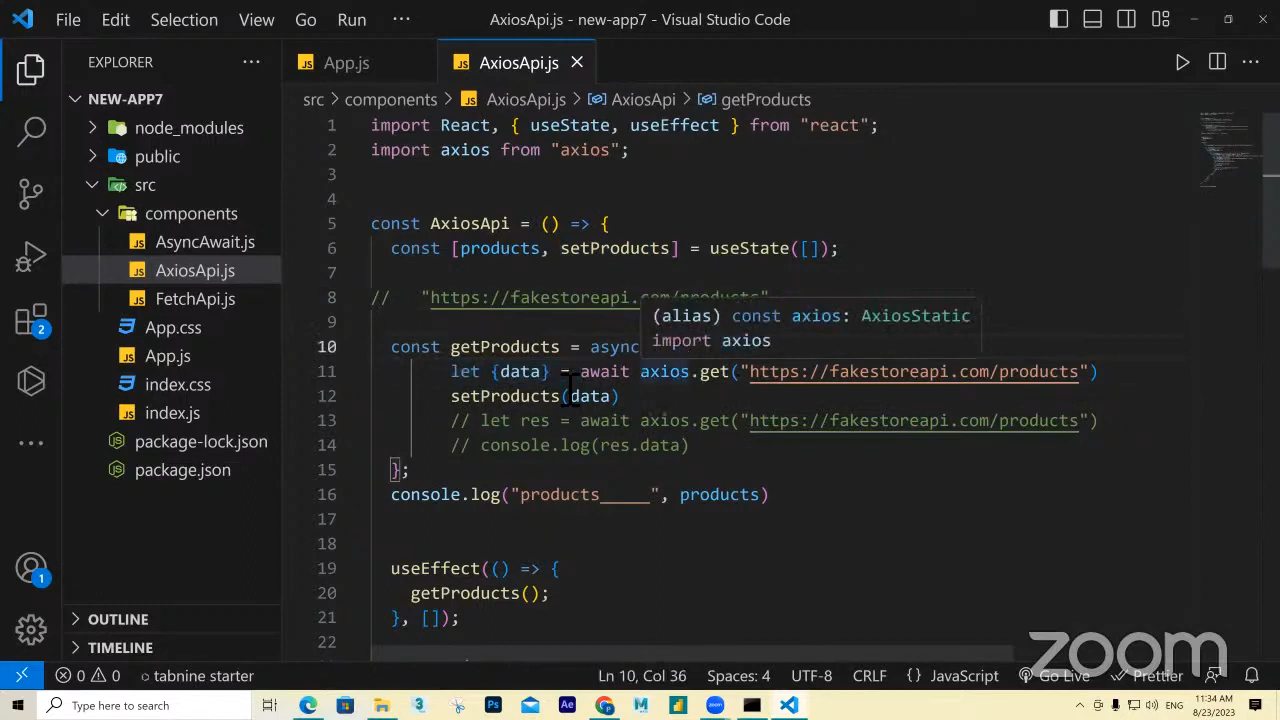 File Edit Selection View Go Run ··· AxiosApi.js - new-app7 - Visual Studio Code
EXPLORER ···
NEW-APP7
node_modules
public
src
components
AsyncAwait.js
AxiosApi.js
FetchApi.js
App.css
App.js
index.css
index.js
package-lock.json
package.json
OUTLINE
TIMELINE
2
1
App.js AxiosApi.js
src > components > AxiosApi.js > AxiosApi > getProducts
1 import React, { useState, useEffect } from "react";
2 import axios from "axios";
3
4
5 const AxiosApi = () => {
6 const [products, setProducts] = useState([]);
7
8 // "https://fakestoreapi.com/products"
9
(alias) const axios: AxiosStatic
import axios
10 const getProducts = async
11 let {data} = await axios.get("https://fakestoreapi.com/products")
12 setProducts(data)
13 // let res = await axios.get("https://fakestoreapi.com/products")
14 // console.log(res.data)
15 };
16 console.log("products_____", products)
17
18
19 useEffect(() => {
20 getProducts();
21 }, []);
22
zoom
0 0 tabnine starter Ln 10, Col 36 Spaces: 4 UTF-8 CRLF {} JavaScript Go Live Prettier
Type here to search
11:34 AM
8/23/2023